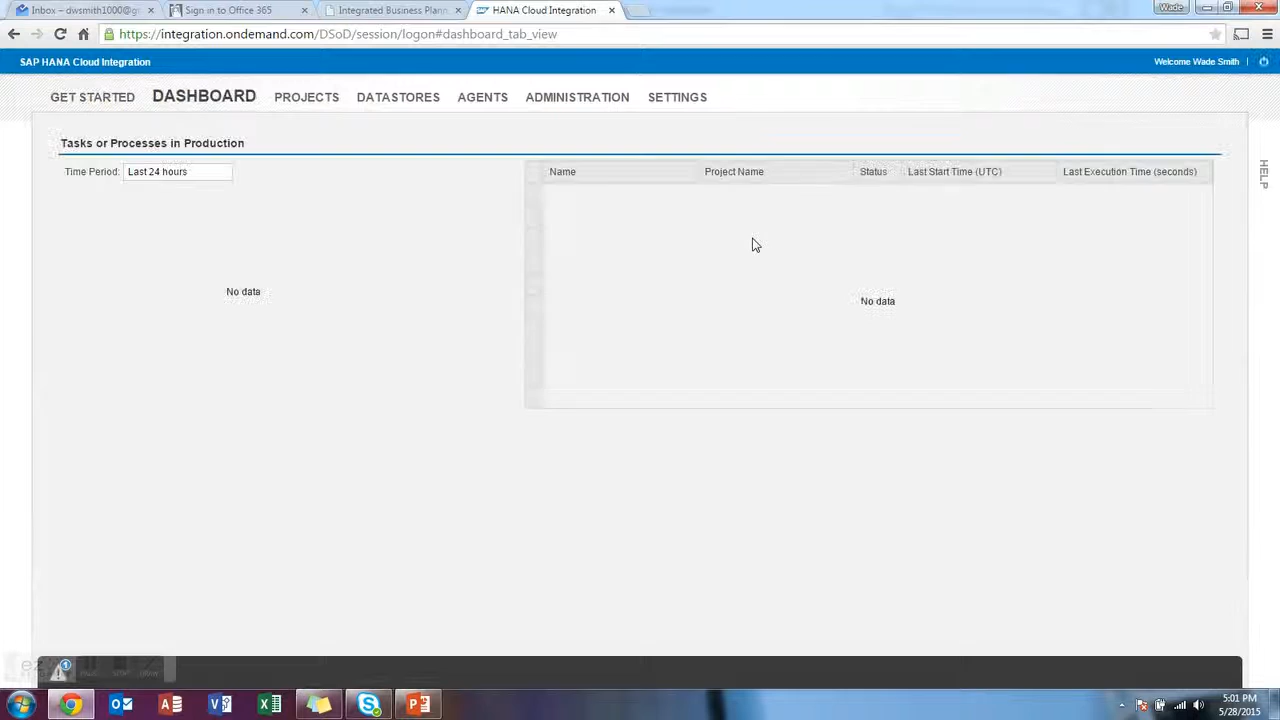 Inbox – dwsmith1000@g
Sign in to Office 365
Integrated Business Plann
HANA Cloud Integration
Wade
https://integration.ondemand.com/DSoD/session/logon#dashboard_tab_view
SAP HANA Cloud Integration
Welcome Wade Smith
GET STARTED
DASHBOARD
PROJECTS
DATASTORES
AGENTS
ADMINISTRATION
SETTINGS
HELP
Tasks or Processes in Production
Time Period: Last 24 hours
Name
Project Name
Status
Last Start Time (UTC)
Last Execution Time (seconds)
No data
No data
1
5:01 PM
5/28/2015